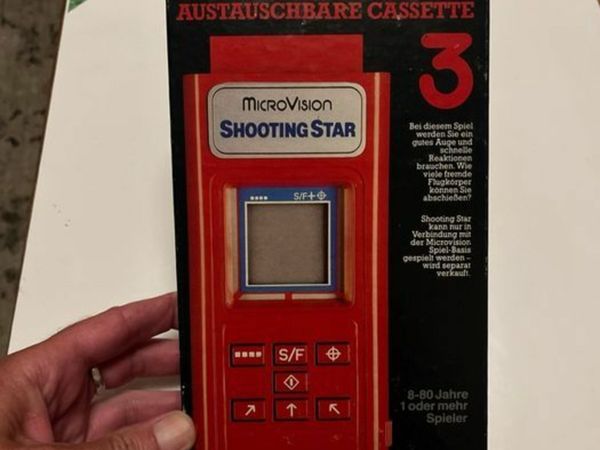 AUSTAUSCHBARE CASSETTE
3
MICROVISION
SHOOTING STAR
S/F
Bei diesem Spiel
werden Sie ein
gutes Auge und
schnelle
Reaktionen
brauchen. Wie
viele fremde
Flugkörper
können Sie
abschießen?
Shooting Star
kann nur in
Verbindung mit
der Microvision
Spiel-Basis
gespielt werden –
wird separat
verkauft.
S/F
8-80 Jahre
1 oder mehr
Spieler